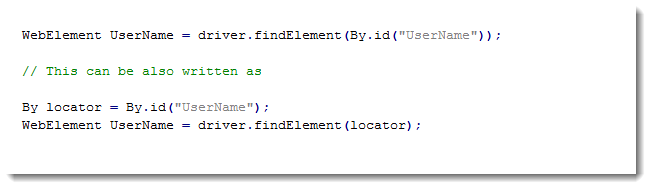 WebElement UserName = driver.findElement(By.id("UserName"));
// This can be also written as
By locator = By.id("UserName");
WebElement UserName = driver.findElement(locator);